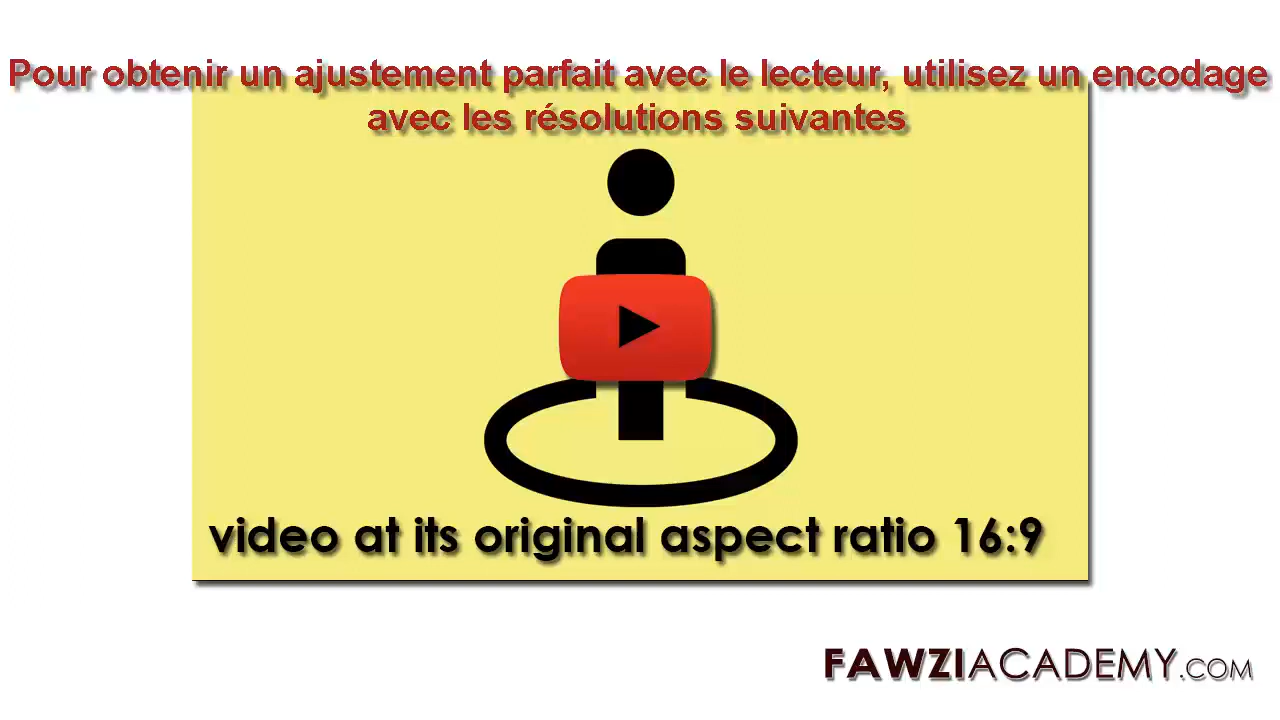 Pour obtenir un ajustement parfait avec le lecteur, utilisez un encodage
avec les résolutions suivantes
video at its original aspect ratio 16:9
FAWZIACADEMY.COM